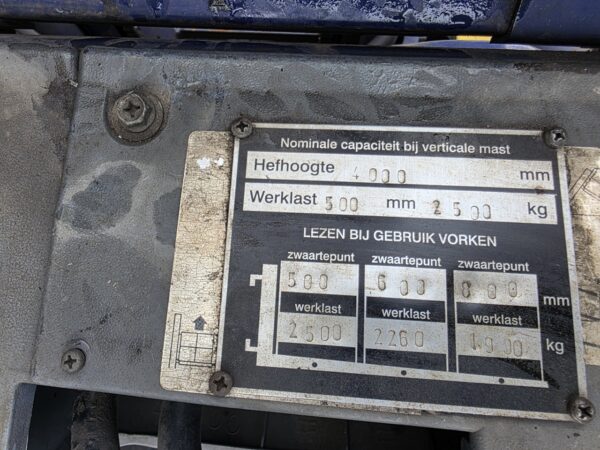 Nominale capaciteit bij verticale mast
Hefhoogte 4000 mm
Werklast 500 mm 2500 kg
LEZEN BIJ GEBRUIK VORKEN
zwaartepunt zwaartepunt zwaartepunt
500 600 800 mm
werklast werklast werklast
2500 2260 1900 kg